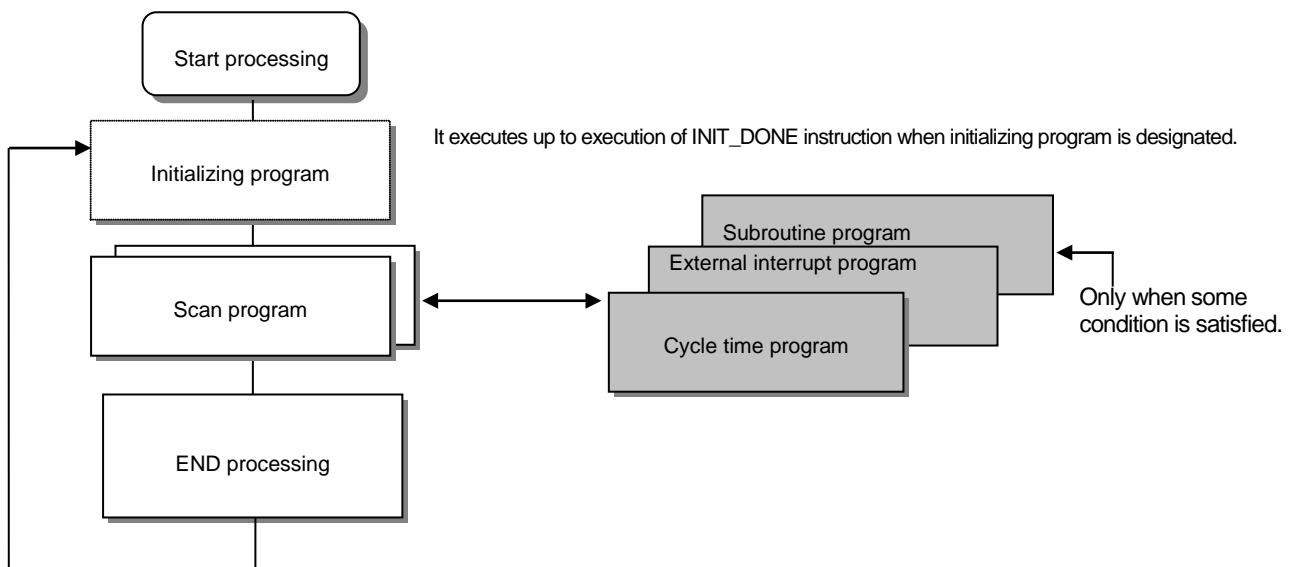 Start processing
It executes up to execution of INIT_DONE instruction when initializing program is designated.
Initializing program
Subroutine program
External interrupt program
Only when some
condition is satisfied.
Scan program
Cycle time program
END processing